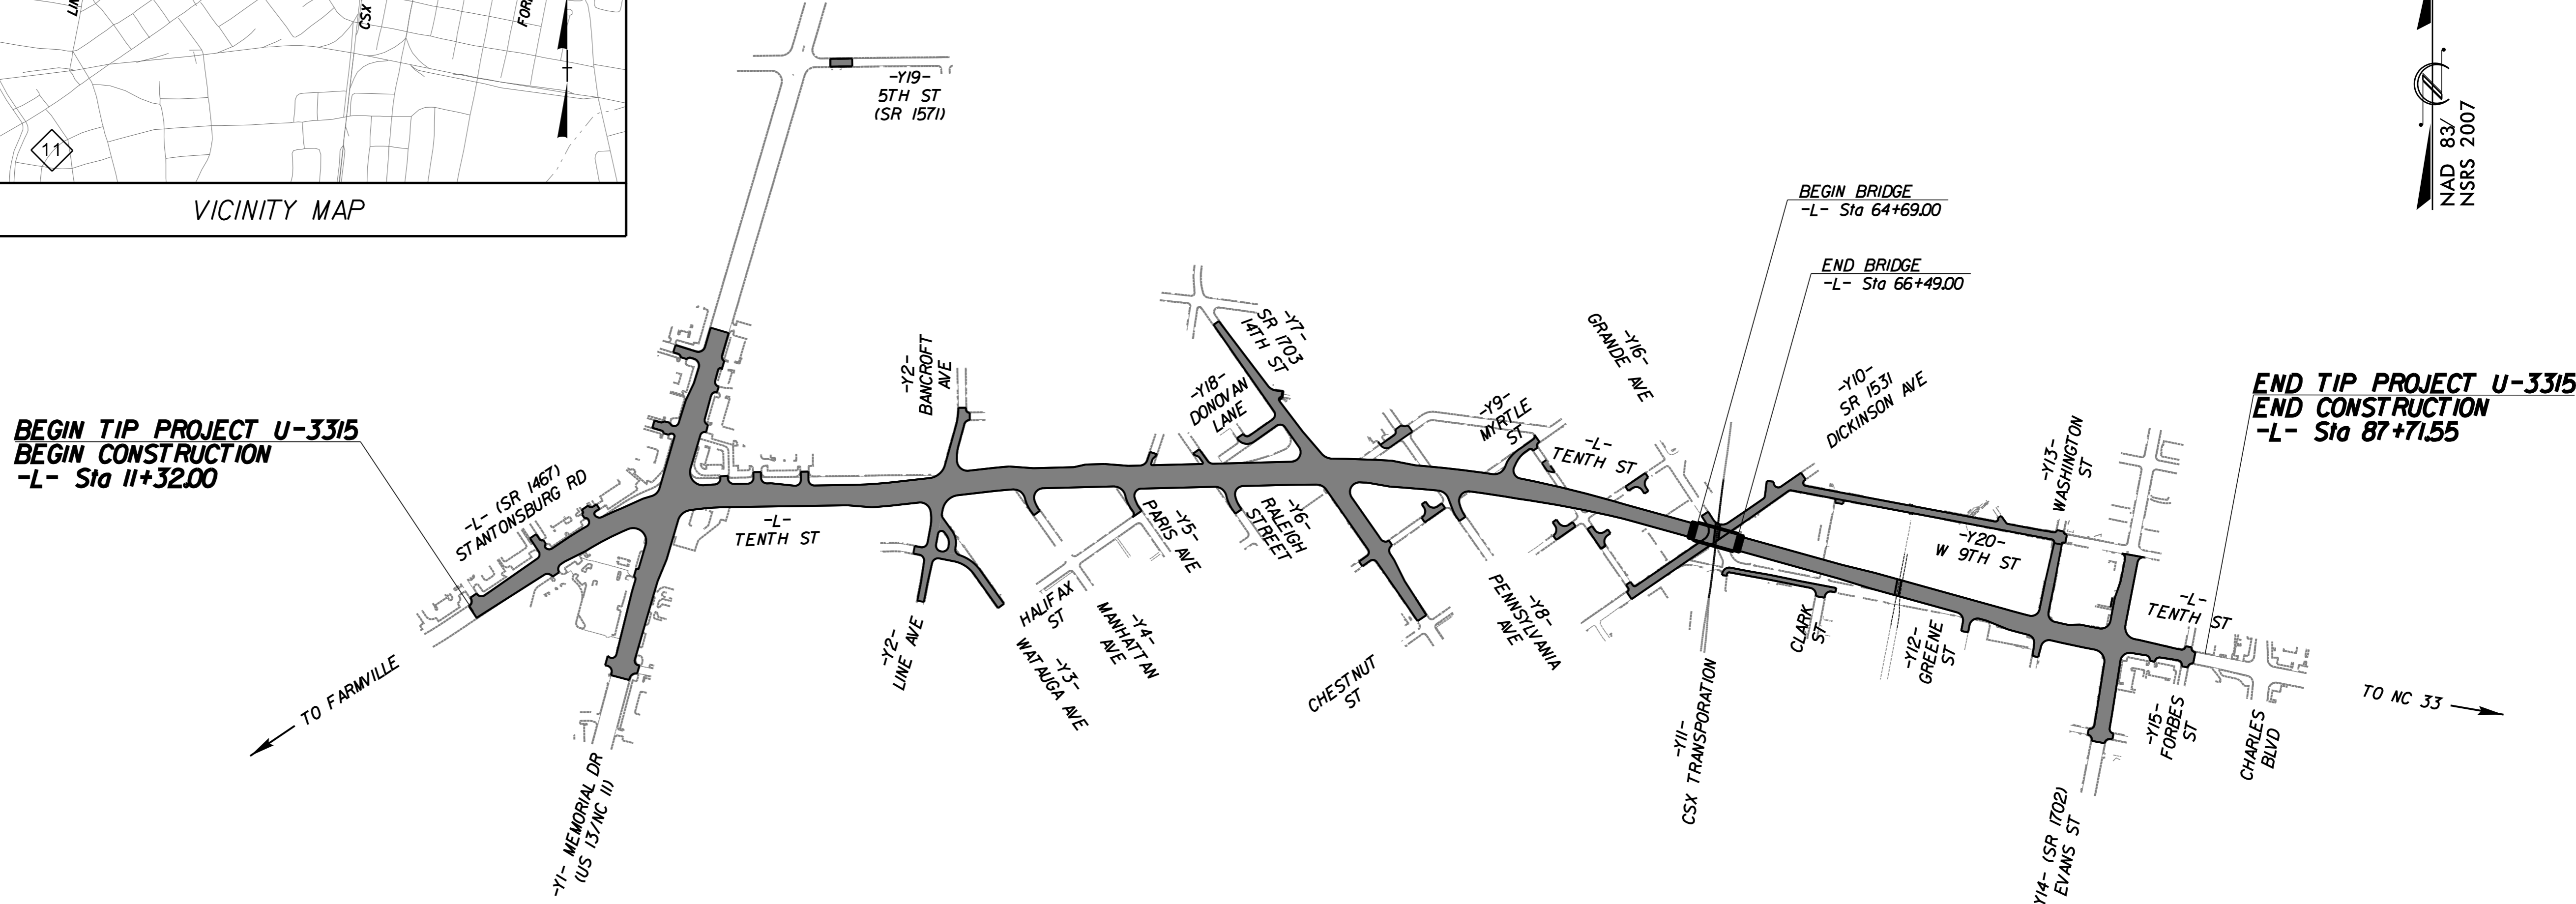 CSX
11
VICINITY MAP
-Y19-
5TH ST
(SR 1571)
NAD 83/
NSRS 2007
BEGIN BRIDGE
-L- Sta 64+69.00
END BRIDGE
-L- Sta 66+49.00
BEGIN TIP PROJECT U-3315
BEGIN CONSTRUCTION
-L- Sta 11+32.00
END TIP PROJECT U-3315
END CONSTRUCTION
-L- Sta 87+71.55
-L- (SR 1467)
STANTONSBURG RD
-L-
TENTH ST
-Y2-
BANCROFT
AVE
-Y7-
SR 1703
14TH ST
-Y18-
DONOVAN
LANE
-Y9-
MYRTLE
ST
-L-
TENTH ST
-Y16-
GRANDE AVE
-Y10-
SR 1531
DICKINSON AVE
-Y13-
WASHINGTON
ST
-Y20-
W 9TH ST
-L-
TENTH ST
-Y2-
LINE AVE
HALIFAX
ST
-Y3-
WATAUGA AVE
-Y4-
MANHATTAN
AVE
-Y5-
PARIS AVE
-Y6-
RALEIGH
STREET
CHESTNUT
ST
-Y8-
PENNSYLVANIA
AVE
-Y11-
CSX TRANSPORATION
CLARK
ST
-Y12-
GREENE
ST
-Y15-
FORBES
ST
CHARLES
BLVD
TO FARMVILLE
TO NC 33
-Y1- MEMORIAL DR
(US 13/NC 11)
Y14- (SR 1702)
EVANS ST